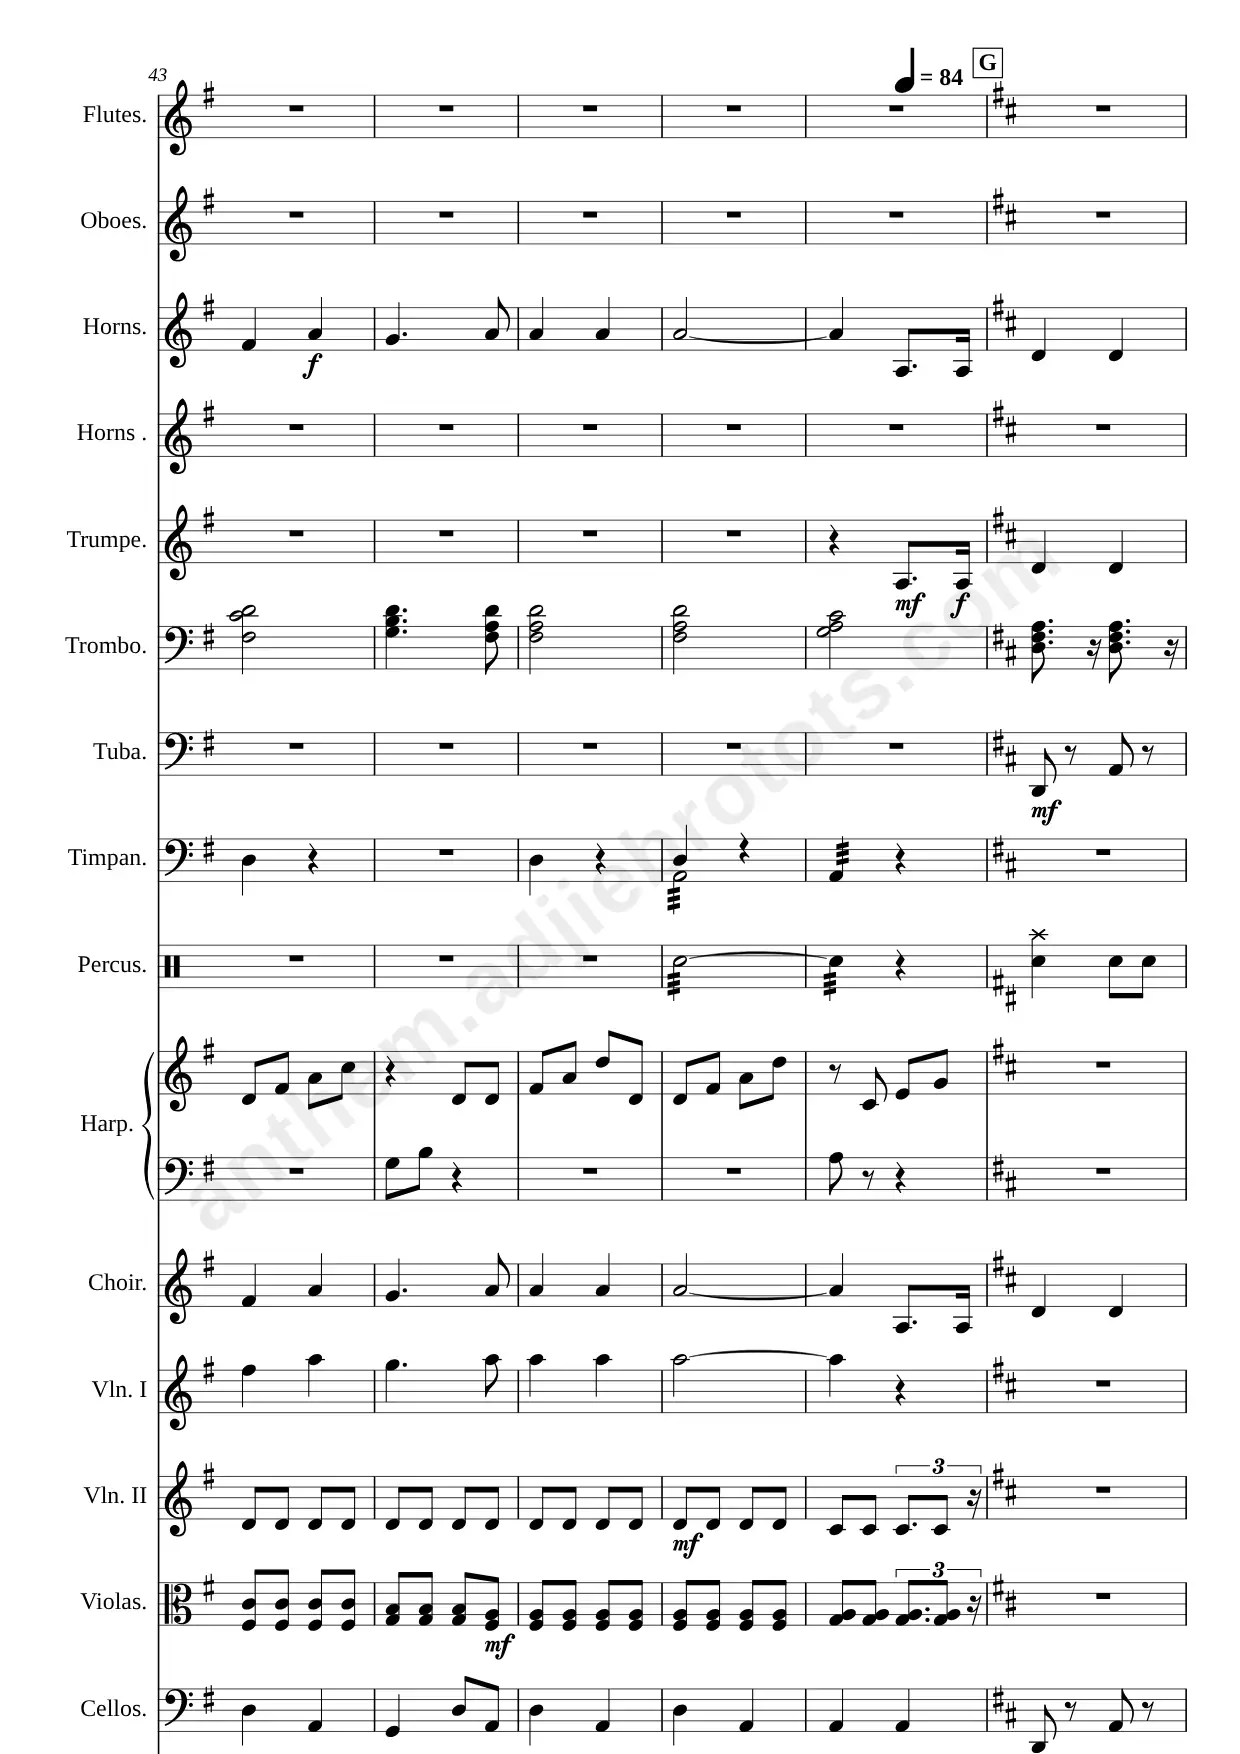 43
= 84
G
Flutes.
Oboes.
Horns.
f
Horns .
Trumpe.
mf f
Trombo.
Tuba.
mf
Timpan.
Percus.
Harp.
Choir.
Vln. I
Vln. II
3
mf
Violas.
3
mf
Cellos.
anthem.adjiebrotots.com